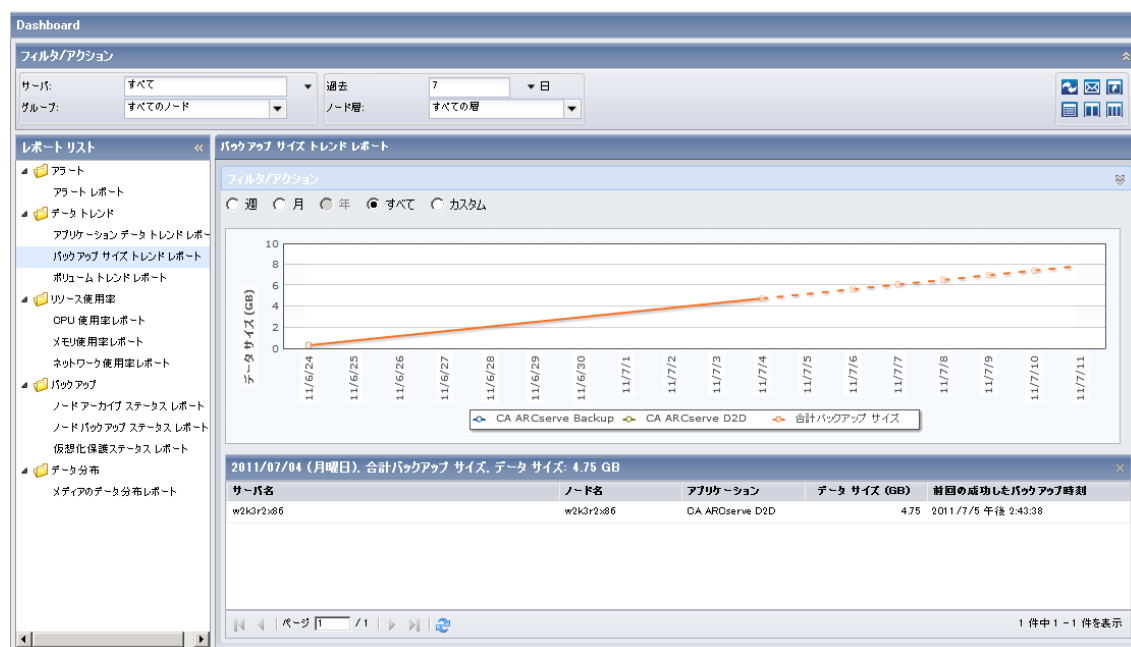 Dashboard
フィルタ/アクション
サーバ: すべて 過去 7 日
グループ: すべてのノード ノード層: すべての層
レポート リスト «
アラート
アラート レポート
データ トレンド
アプリケーション データ トレンド レポー
バックアップ サイズ トレンド レポート
ボリューム トレンド レポート
リソース使用率
CPU 使用率レポート
メモリ使用率レポート
ネットワーク使用率レポート
バックアップ
ノード アーカイブ ステータス レポート
ノード バックアップ ステータス レポート
仮想化保護ステータス レポート
データ分布
メディアのデータ分布レポート
バックアップ サイズ トレンド レポート
フィルタ/アクション
週 月 年 すべて カスタム
データ サイズ (GB)
10
8
6
4
2
0
11/6/24 11/6/25 11/6/26 11/6/27 11/6/28 11/6/29 11/6/30 11/7/1 11/7/2 11/7/3 11/7/4 11/7/5 11/7/6 11/7/7 11/7/8 11/7/9 11/7/10 11/7/11
CA ARCserve Backup CA ARCserve D2D 合計バックアップ サイズ
2011/07/04 (月曜日), 合計バックアップ サイズ, データ サイズ: 4.75 GB
サーバ名 ノード名 アプリケーション データ サイズ (GB) 前回の成功したバックアップ時刻
w2k3r2x86 w2k3r2x86 CA ARCserve D2D 4.75 2011/7/5 午後 2:43:38
ページ 1 / 1
1 件中 1 - 1 件を表示